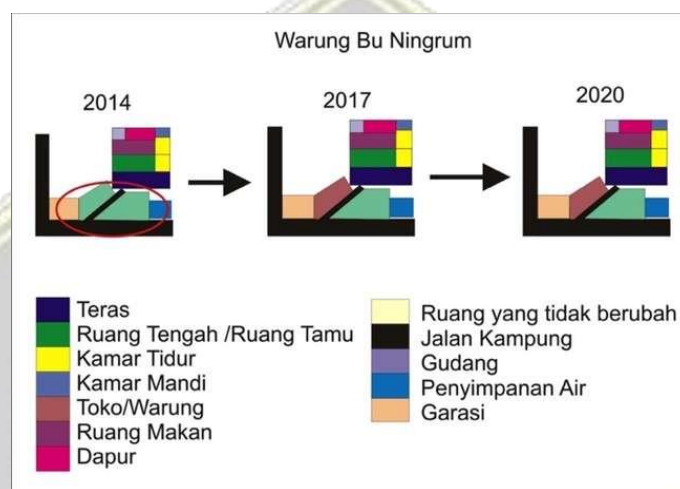 Warung Bu Ningrum
2014
2017
2020
Teras
Ruang Tengah /Ruang Tamu
Kamar Tidur
Kamar Mandi
Toko/Warung
Ruang Makan
Dapur
Ruang yang tidak berubah
Jalan Kampung
Gudang
Penyimpanan Air
Garasi